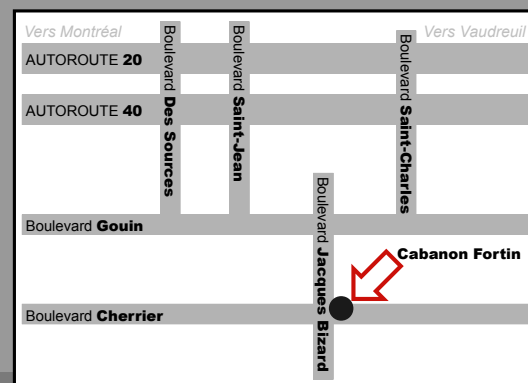 Vers Montréal
Vers Vaudreuil
AUTOROUTE 20
AUTOROUTE 40
Boulevard Des Sources
Boulevard Saint-Jean
Boulevard Saint-Charles
Boulevard Gouin
Boulevard Jacques Bizard
Cabanon Fortin
Boulevard Cherrier